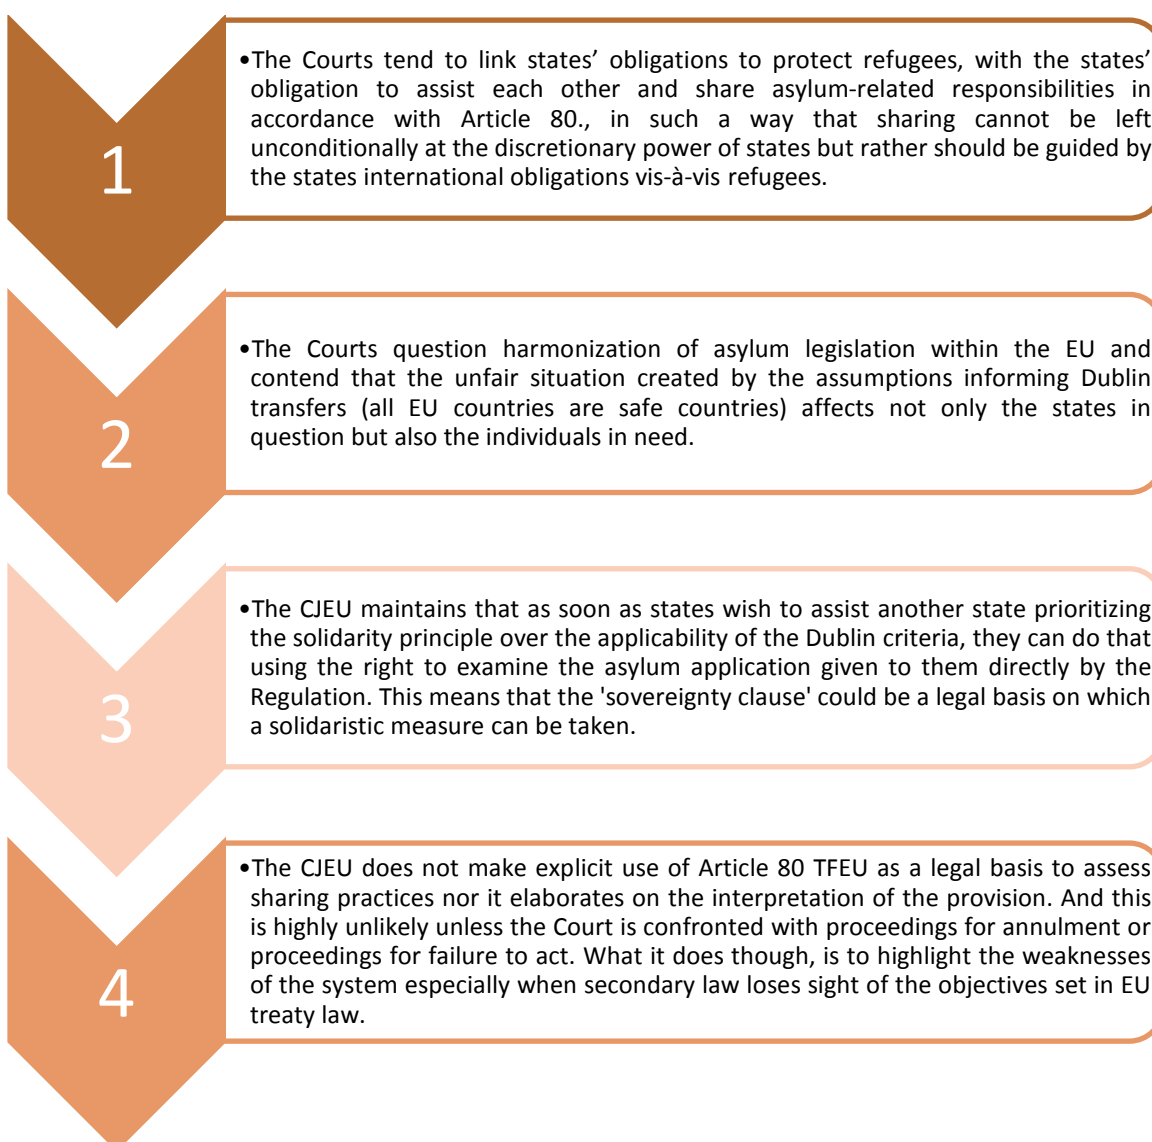 1
•The Courts tend to link states’ obligations to protect refugees, with the states’
obligation to assist each other and share asylum-related responsibilities in
accordance with Article 80., in such a way that sharing cannot be left
unconditionally at the discretionary power of states but rather should be guided by
the states international obligations vis-à-vis refugees.
2
•The Courts question harmonization of asylum legislation within the EU and
contend that the unfair situation created by the assumptions informing Dublin
transfers (all EU countries are safe countries) affects not only the states in
question but also the individuals in need.
3
•The CJEU maintains that as soon as states wish to assist another state prioritizing
the solidarity principle over the applicability of the Dublin criteria, they can do that
using the right to examine the asylum application given to them directly by the
Regulation. This means that the 'sovereignty clause' could be a legal basis on which
a solidaristic measure can be taken.
4
•The CJEU does not make explicit use of Article 80 TFEU as a legal basis to assess
sharing practices nor it elaborates on the interpretation of the provision. And this
is highly unlikely unless the Court is confronted with proceedings for annulment or
proceedings for failure to act. What it does though, is to highlight the weaknesses
of the system especially when secondary law loses sight of the objectives set in EU
treaty law.